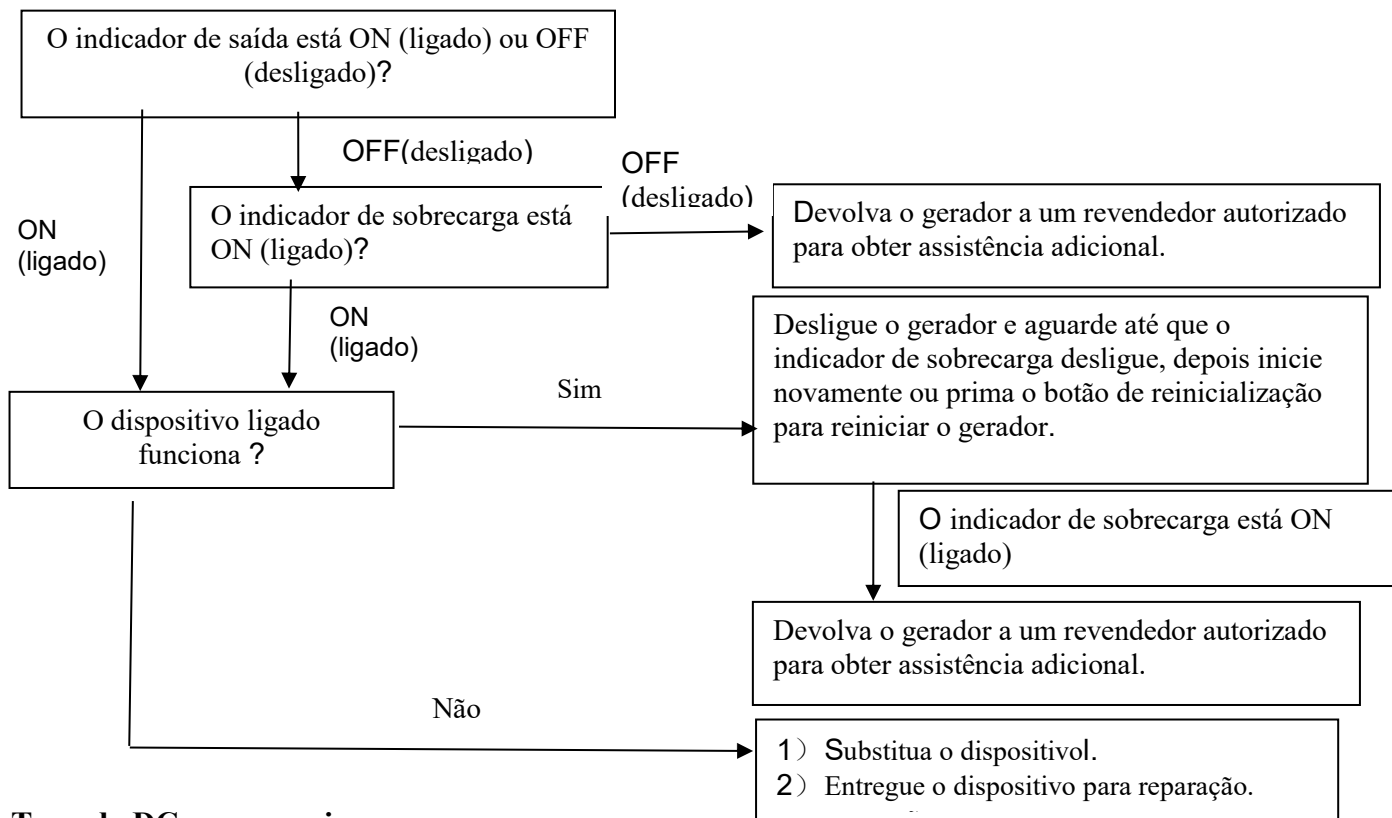 O indicador de saída está ON (ligado) ou OFF
(desligado)?
OFF(desligado)
OFF
(desligado)
ON
(ligado)
O indicador de sobrecarga está
ON (ligado)?
Devolva o gerador a um revendedor autorizado
para obter assistência adicional.
ON
(ligado)
Desligue o gerador e aguarde até que o
indicador de sobrecarga desligue, depois inicie
novamente ou prima o botão de reinicialização
para reiniciar o gerador.
Sim
O dispositivo ligado
funciona ?
O indicador de sobrecarga está ON
(ligado)
Devolva o gerador a um revendedor autorizado
para obter assistência adicional.
Não
1） Substitua o dispositivol.
2） Entregue o dispositivo para reparação.